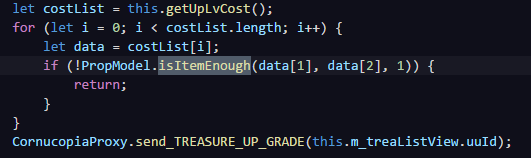 let costList = this.getUpLvCost();
for (let i = 0; i < costList.length; i++) {
let data = costList[i];
if (!PropModel.isItemEnough(data[1], data[2], 1)) {
return;
}
}
CornucopiaProxy.send_TREASURE_UP_GRADE(this.m_treaListView.uuId);